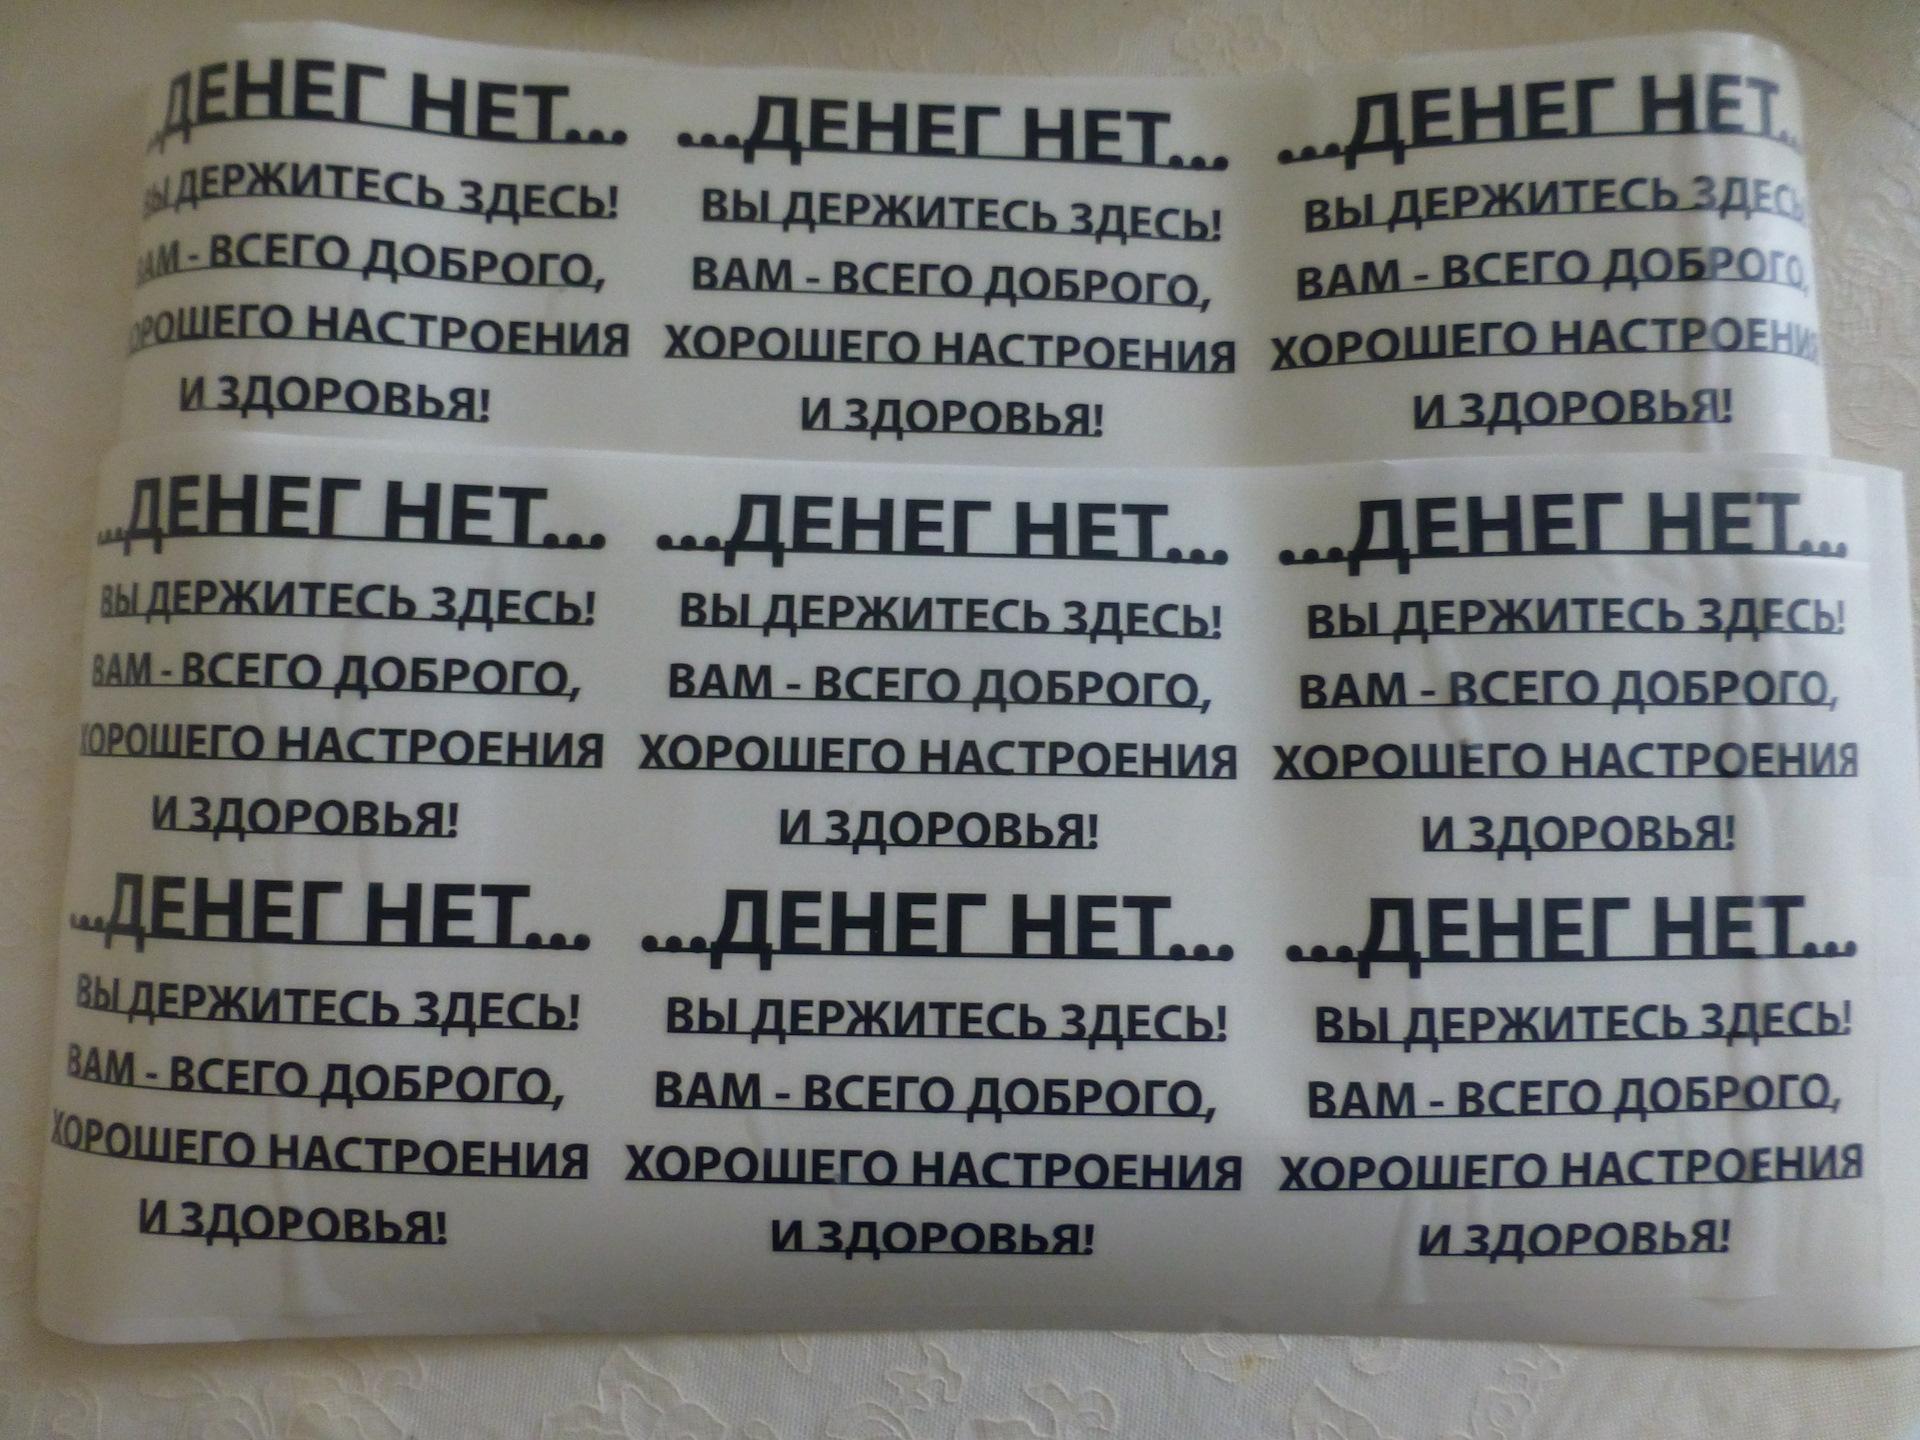 ...ДЕНЕГ НЕТ...
ВЫ ДЕРЖИТЕСЬ ЗДЕСЬ!
ВАМ - ВСЕГО ДОБРОГО,
ХОРОШЕГО НАСТРОЕНИЯ
И ЗДОРОВЬЯ!
...ДЕНЕГ НЕТ...
ВЫ ДЕРЖИТЕСЬ ЗДЕСЬ!
ВАМ - ВСЕГО ДОБРОГО,
ХОРОШЕГО НАСТРОЕНИЯ
И ЗДОРОВЬЯ!
...ДЕНЕГ НЕТ...
ВЫ ДЕРЖИТЕСЬ ЗДЕСЬ
ВАМ - ВСЕГО ДОБРОГО,
ХОРОШЕГО НАСТРОЕНИЯ
И ЗДОРОВЬЯ!
...ДЕНЕГ НЕТ...
ВЫ ДЕРЖИТЕСЬ ЗДЕСЬ!
ВАМ - ВСЕГО ДОБРОГО,
ХОРОШЕГО НАСТРОЕНИЯ
И ЗДОРОВЬЯ!
...ДЕНЕГ НЕТ...
ВЫ ДЕРЖИТЕСЬ ЗДЕСЬ!
ВАМ - ВСЕГО ДОБРОГО,
ХОРОШЕГО НАСТРОЕНИЯ
И ЗДОРОВЬЯ!
...ДЕНЕГ НЕТ...
ВЫ ДЕРЖИТЕСЬ ЗДЕСЬ!
ВАМ - ВСЕГО ДОБРОГО,
ХОРОШЕГО НАСТРОЕНИЯ
И ЗДОРОВЬЯ!
...ДЕНЕГ НЕТ...
ВЫ ДЕРЖИТЕСЬ ЗДЕСЬ!
ВАМ - ВСЕГО ДОБРОГО,
ХОРОШЕГО НАСТРОЕНИЯ
И ЗДОРОВЬЯ!
...ДЕНЕГ НЕТ...
ВЫ ДЕРЖИТЕСЬ ЗДЕСЬ!
ВАМ - ВСЕГО ДОБРОГО,
ХОРОШЕГО НАСТРОЕНИЯ
И ЗДОРОВЬЯ!
...ДЕНЕГ НЕТ...
ВЫ ДЕРЖИТЕСЬ ЗДЕСЬ!
ВАМ - ВСЕГО ДОБРОГО,
ХОРОШЕГО НАСТРОЕНИЯ
И ЗДОРОВЬЯ!